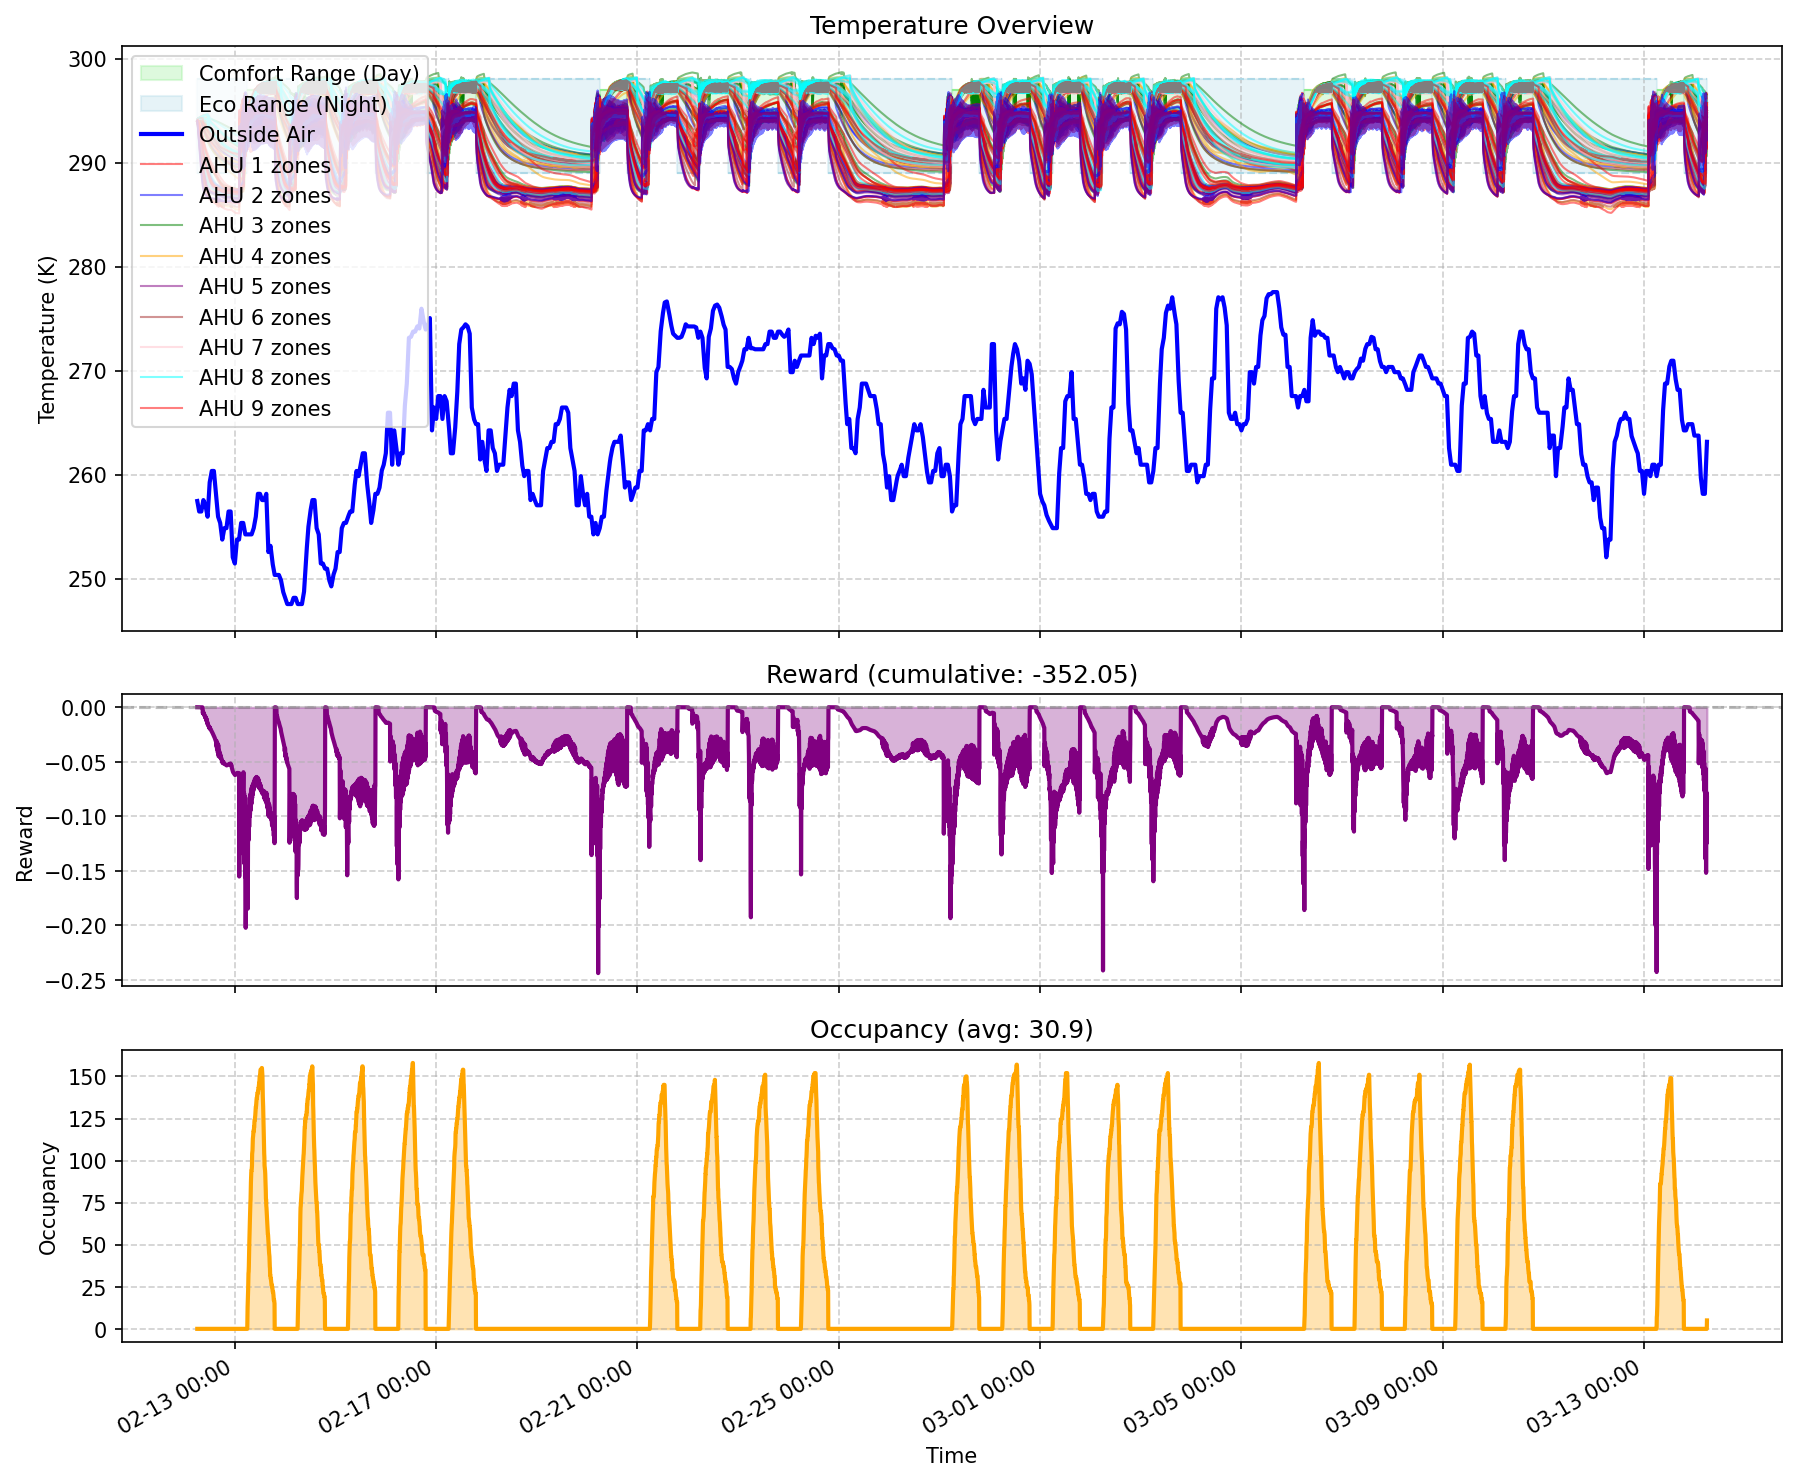 Temperature Overview
300
290
280
270
260
250
Temperature (K)
Comfort Range (Day)
Eco Range (Night)
Outside Air
AHU 1 zones
AHU 2 zones
AHU 3 zones
AHU 4 zones
AHU 5 zones
AHU 6 zones
AHU 7 zones
AHU 8 zones
AHU 9 zones
Reward (cumulative: -352.05)
0.00
−0.05
−0.10
−0.15
−0.20
−0.25
Reward
Occupancy (avg: 30.9)
150
125
100
75
50
25
0
Occupancy
02-13 00:00
02-17 00:00
02-21 00:00
02-25 00:00
03-01 00:00
03-05 00:00
03-09 00:00
03-13 00:00
Time